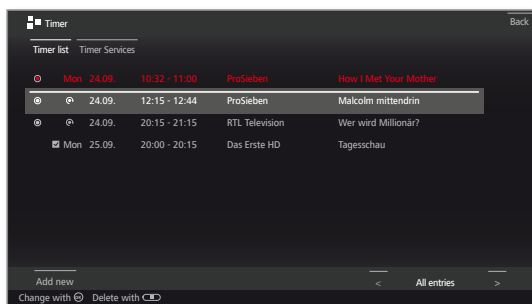 Timer Back
Timer list Timer Services
Mon 24.09. 10:32 - 11:00 ProSieben How I Met Your Mother
24.09. 12:15 - 12:44 ProSieben Malcolm mittendrin
24.09. 20:15 - 21:15 RTL Television Wer wird Millionär?
Mon 25.09. 20:00 - 20:15 Das Erste HD Tagesschau
Add new < All entries >
Change with OK Delete with